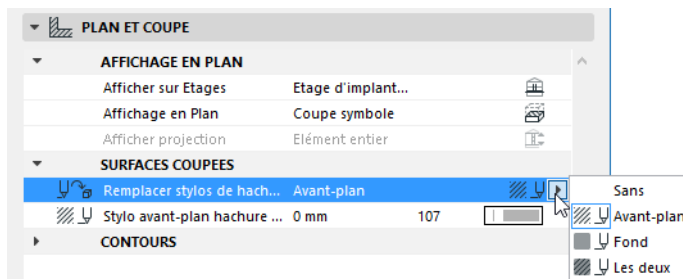 PLAN ET COUPE
AFFICHAGE EN PLAN
Afficher sur Etages Etage d'implant...
Affichage en Plan Coupe symbole
Afficher projection Elément entier
SURFACES COUPEES
Remplacer stylos de hach... Avant-plan
Sans
Stylo avant-plan hachure ... 0 mm 107
Avant-plan
CONTOURS
Fond
Les deux